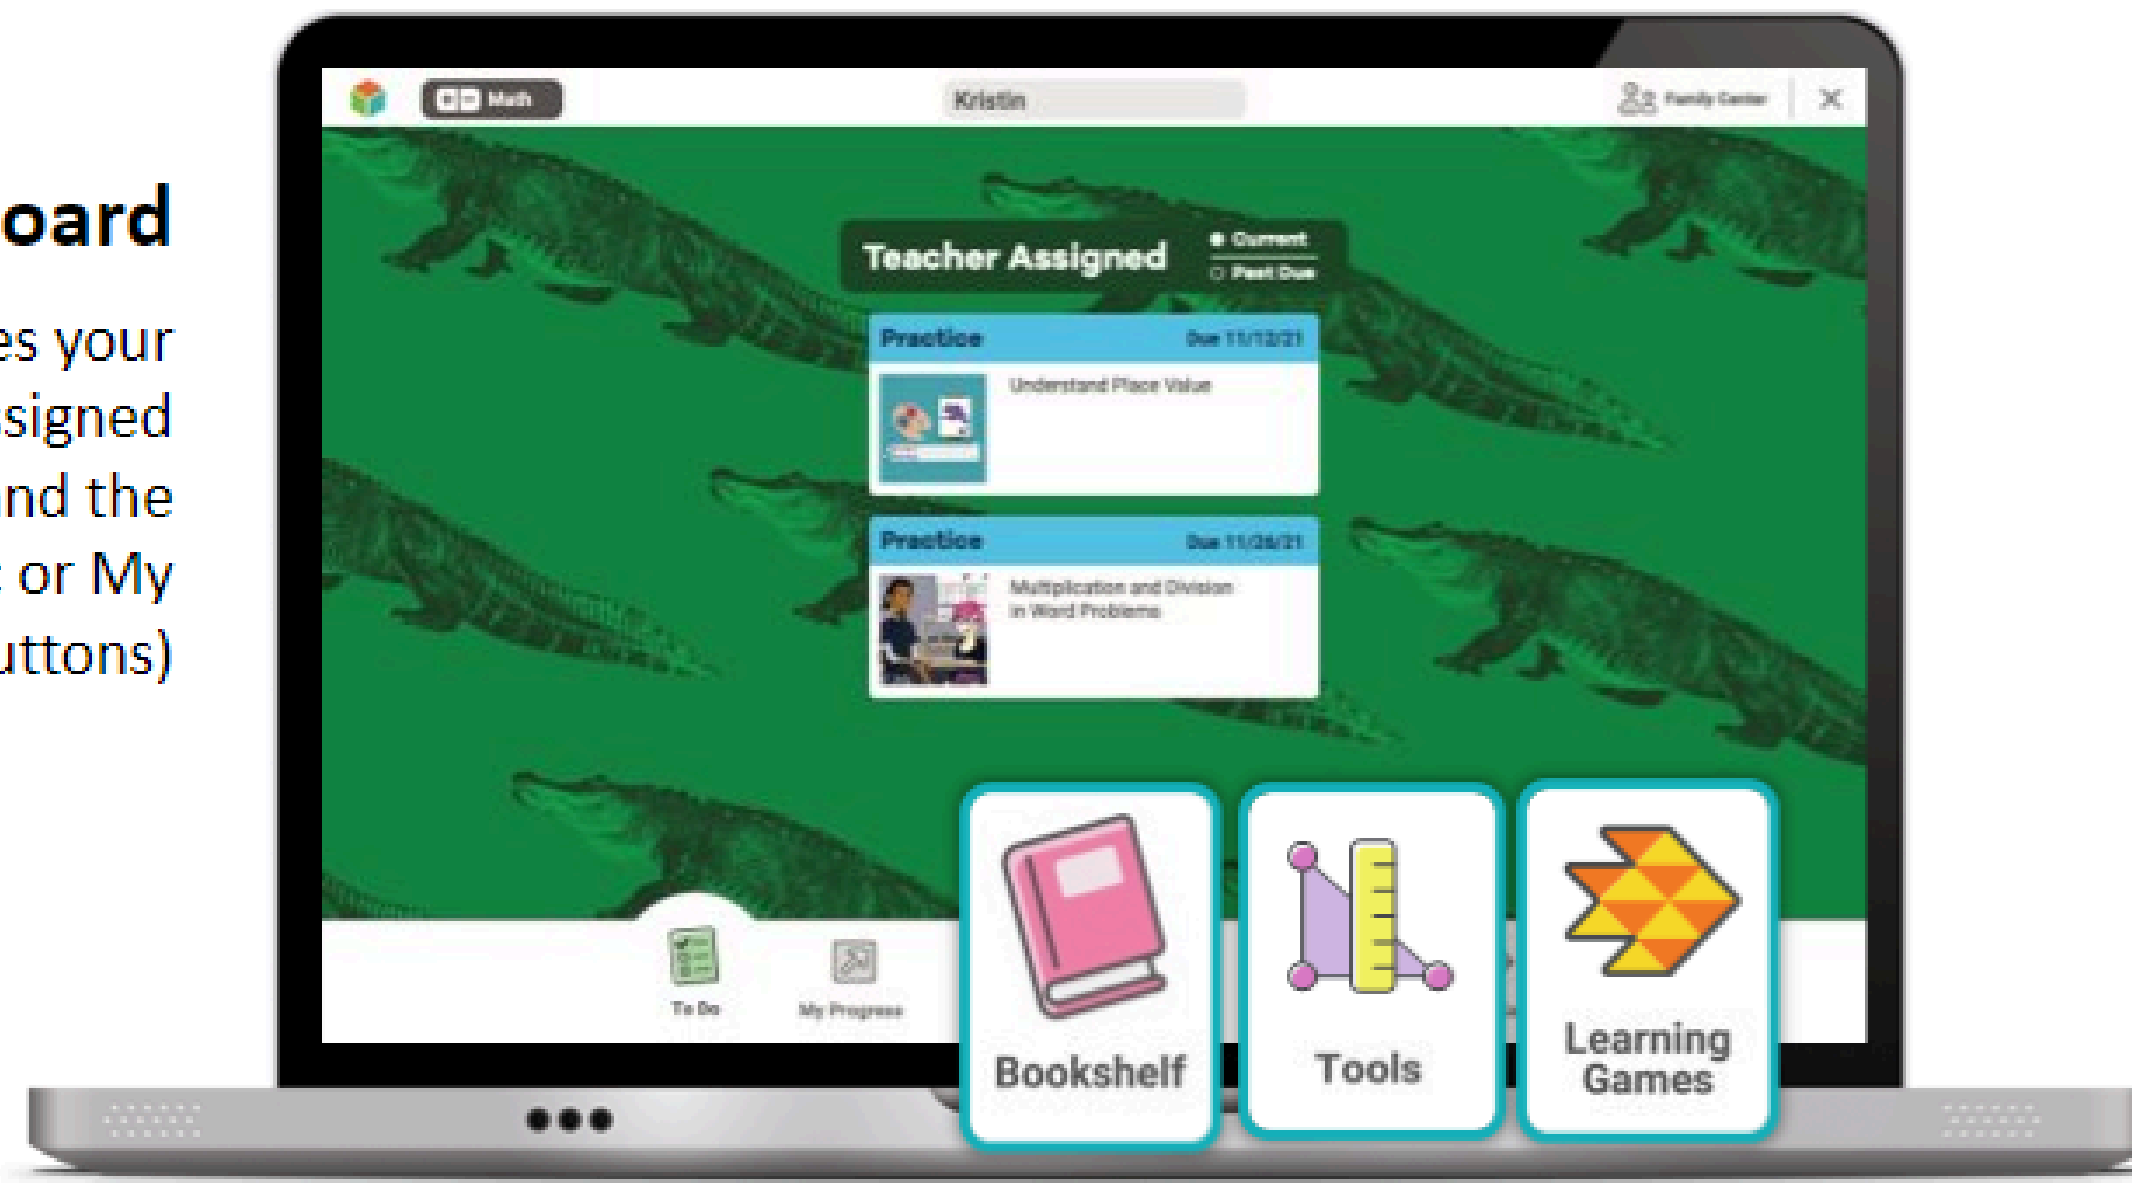 oard
es your
ssigned
nd the
or My
uttons)
Math
Kristin
Family Center
Teacher Assigned
Current
Past Due
Practice
Due 11/12/21
Understand Place Value
Practice
Due 11/26/21
Multiplication and Division
in Word Problems
To Do
My Progress
Bookshelf
Tools
Learning
Games